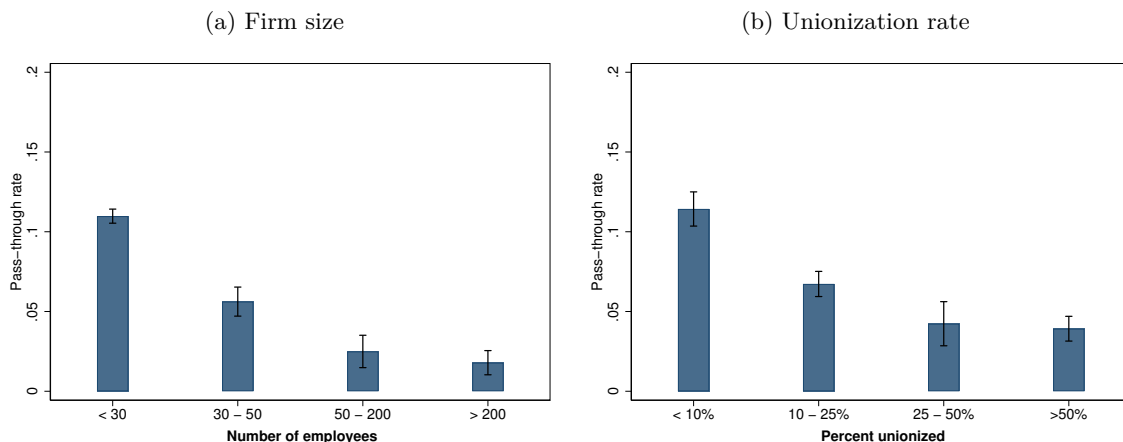 (a) Firm size
.2
.15
.1
.05
0
Pass−through rate
< 30
30 − 50
50 − 200
> 200
Number of employees
(b) Unionization rate
.2
.15
.1
.05
0
Pass−through rate
< 10%
10 − 25%
25 − 50%
>50%
Percent unionized